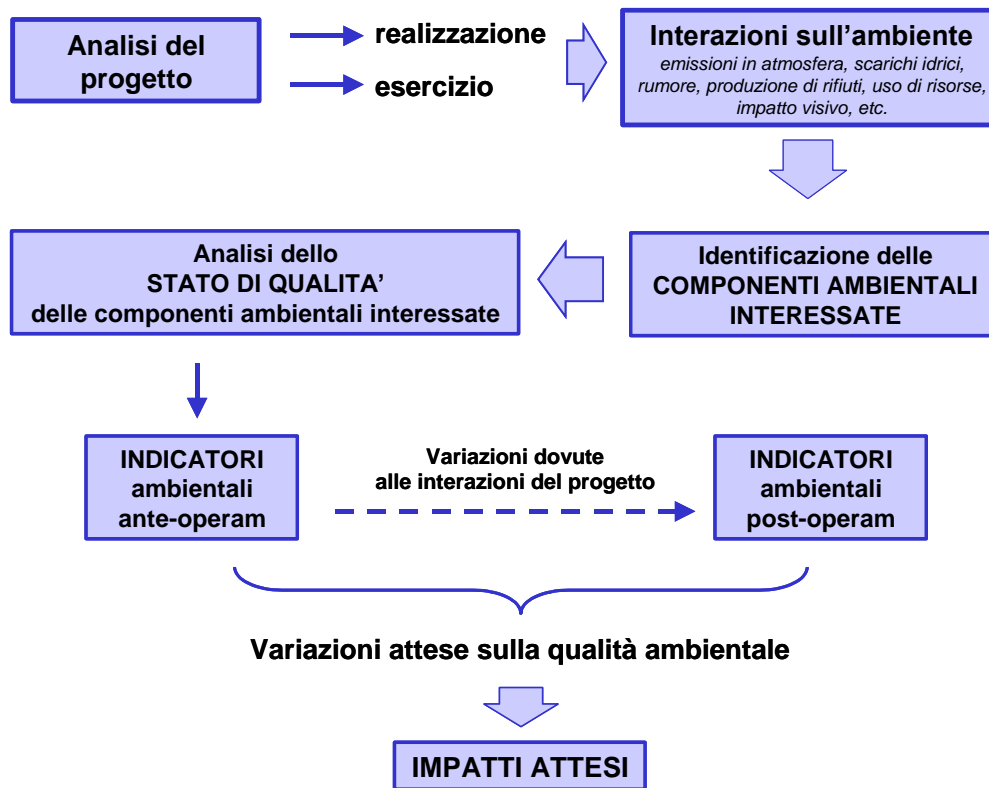 Analisi del
progetto
realizzazione
esercizio
Interazioni sull'ambiente
emissioni in atmosfera, scarichi idrici,
rumore, produzione di rifiuti, uso di risorse,
impatto visivo, etc.
Identificazione delle
COMPONENTI AMBIENTALI
INTERESSATE
Analisi dello
STATO DI QUALITA'
delle componenti ambientali interessate
INDICATORI
ambientali
ante-operam
Variazioni dovute
alle interazioni del progetto
INDICATORI
ambientali
post-operam
Variazioni attese sulla qualità ambientale
IMPATTI ATTESI